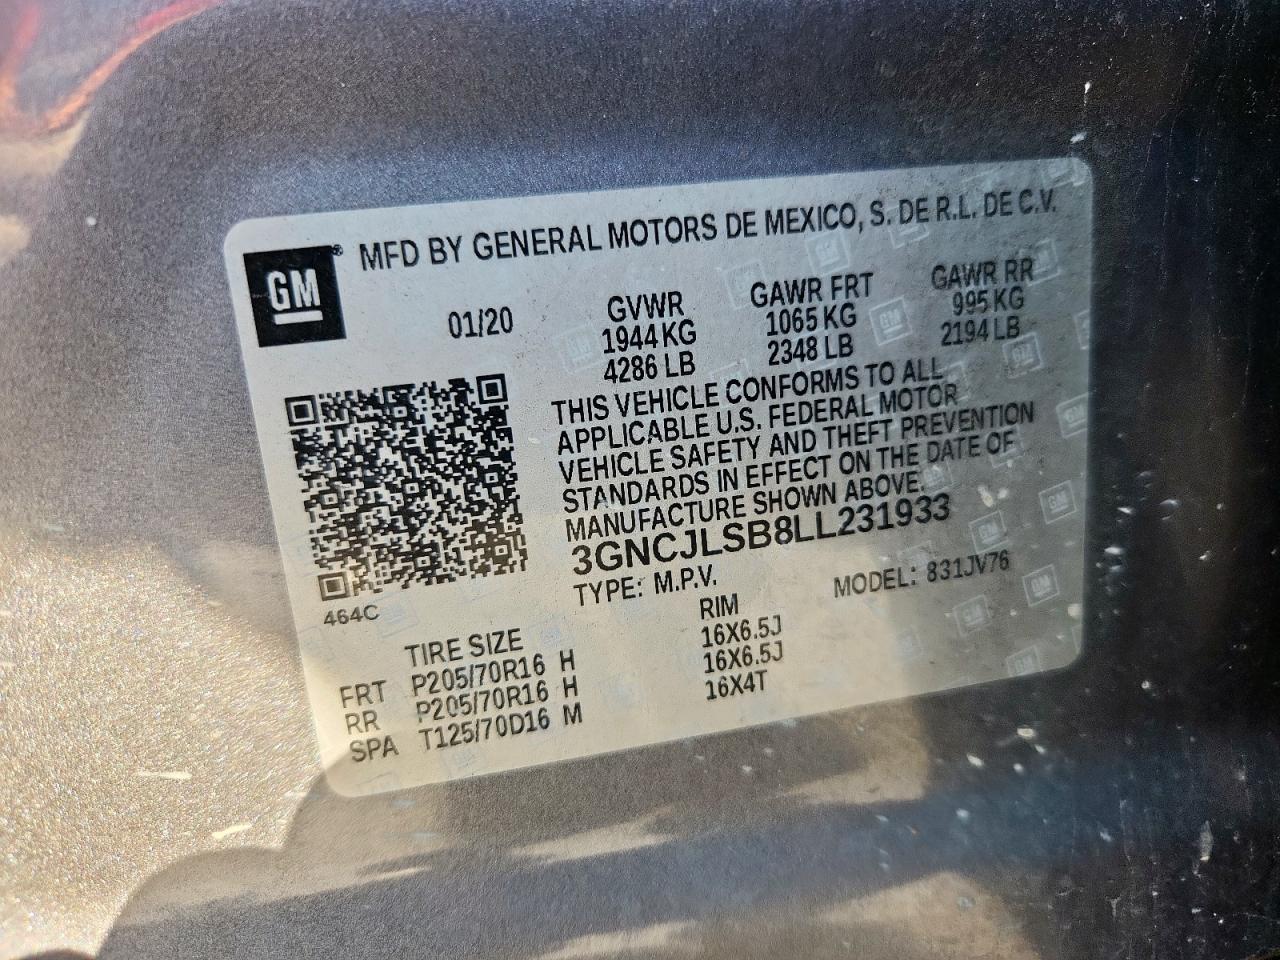 GM® MFD BY GENERAL MOTORS DE MEXICO, S. DE R.L. DE C.V.
01/20
GVWR GAWR FRT GAWR RR
1944 KG 1065 KG 995 KG
4286 LB 2348 LB 2194 LB
THIS VEHICLE CONFORMS TO ALL
APPLICABLE U.S. FEDERAL MOTOR
VEHICLE SAFETY AND THEFT PREVENTION
STANDARDS IN EFFECT ON THE DATE OF
MANUFACTURE SHOWN ABOVE.
3GNCJLSB8LL231933
TYPE: M.P.V. MODEL: 831JV76
464C
TIRE SIZE RIM
FRT P205/70R16 H 16X6.5J
RR P205/70R16 H 16X6.5J
SPA T125/70D16 M 16X4T